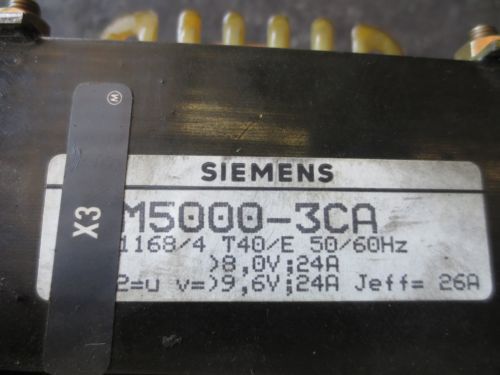 SIEMENS
X3
M5000-3CA
1168/4 T40/E 50/60Hz
)8,0V;24A
2=u v=)9,6V;24A Jeff= 26A